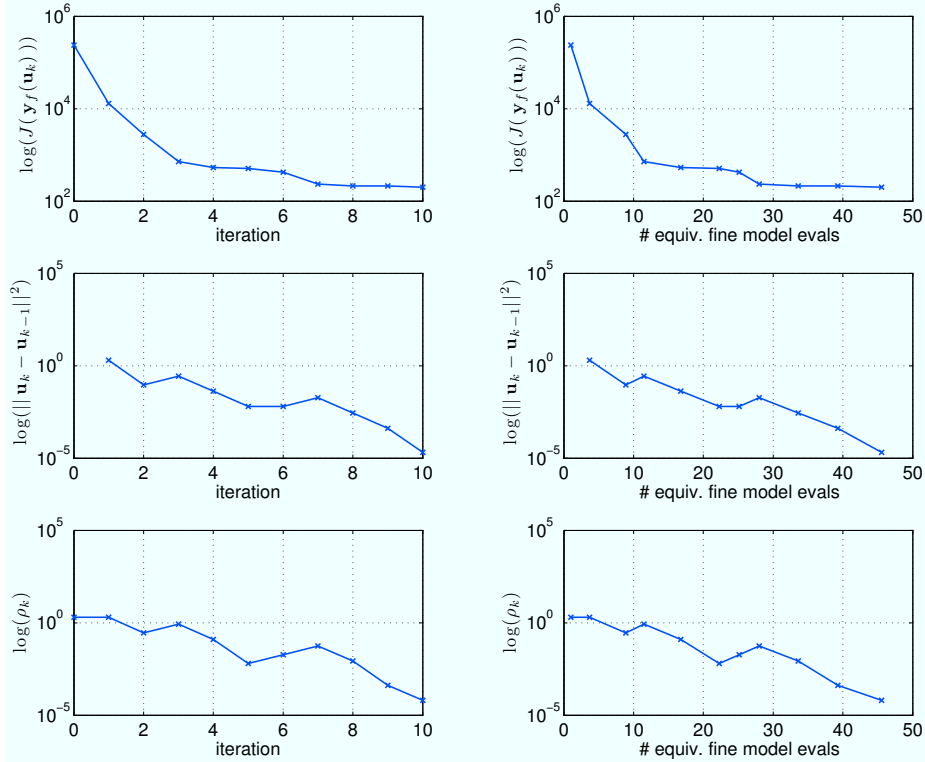 log(J( y_f(u_k) ) )
10^6
10^4
10^2
0 2 4 6 8 10
iteration
log(J( y_f(u_k) ) )
10^6
10^4
10^2
0 10 20 30 40 50
# equiv. fine model evals
log(|| u_k − u_{k−1}||^2)
10^5
10^0
10^−5
0 2 4 6 8 10
iteration
log(|| u_k − u_{k−1}||^2)
10^5
10^0
10^−5
0 10 20 30 40 50
# equiv. fine model evals
log(ρ_k)
10^5
10^0
10^−5
0 2 4 6 8 10
iteration
log(ρ_k)
10^5
10^0
10^−5
0 10 20 30 40 50
# equiv. fine model evals